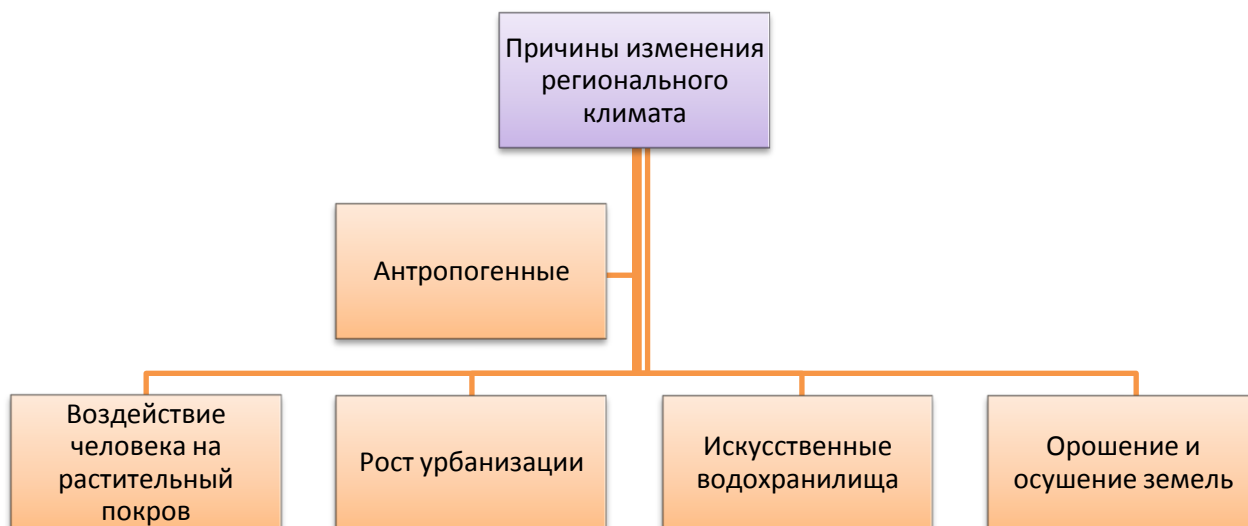 Причины изменения
регионального
климата
Антропогенные
Воздействие
человека на
растительный
покров
Рост урбанизации
Искусственные
водохранилища
Орошение и
осушение земель